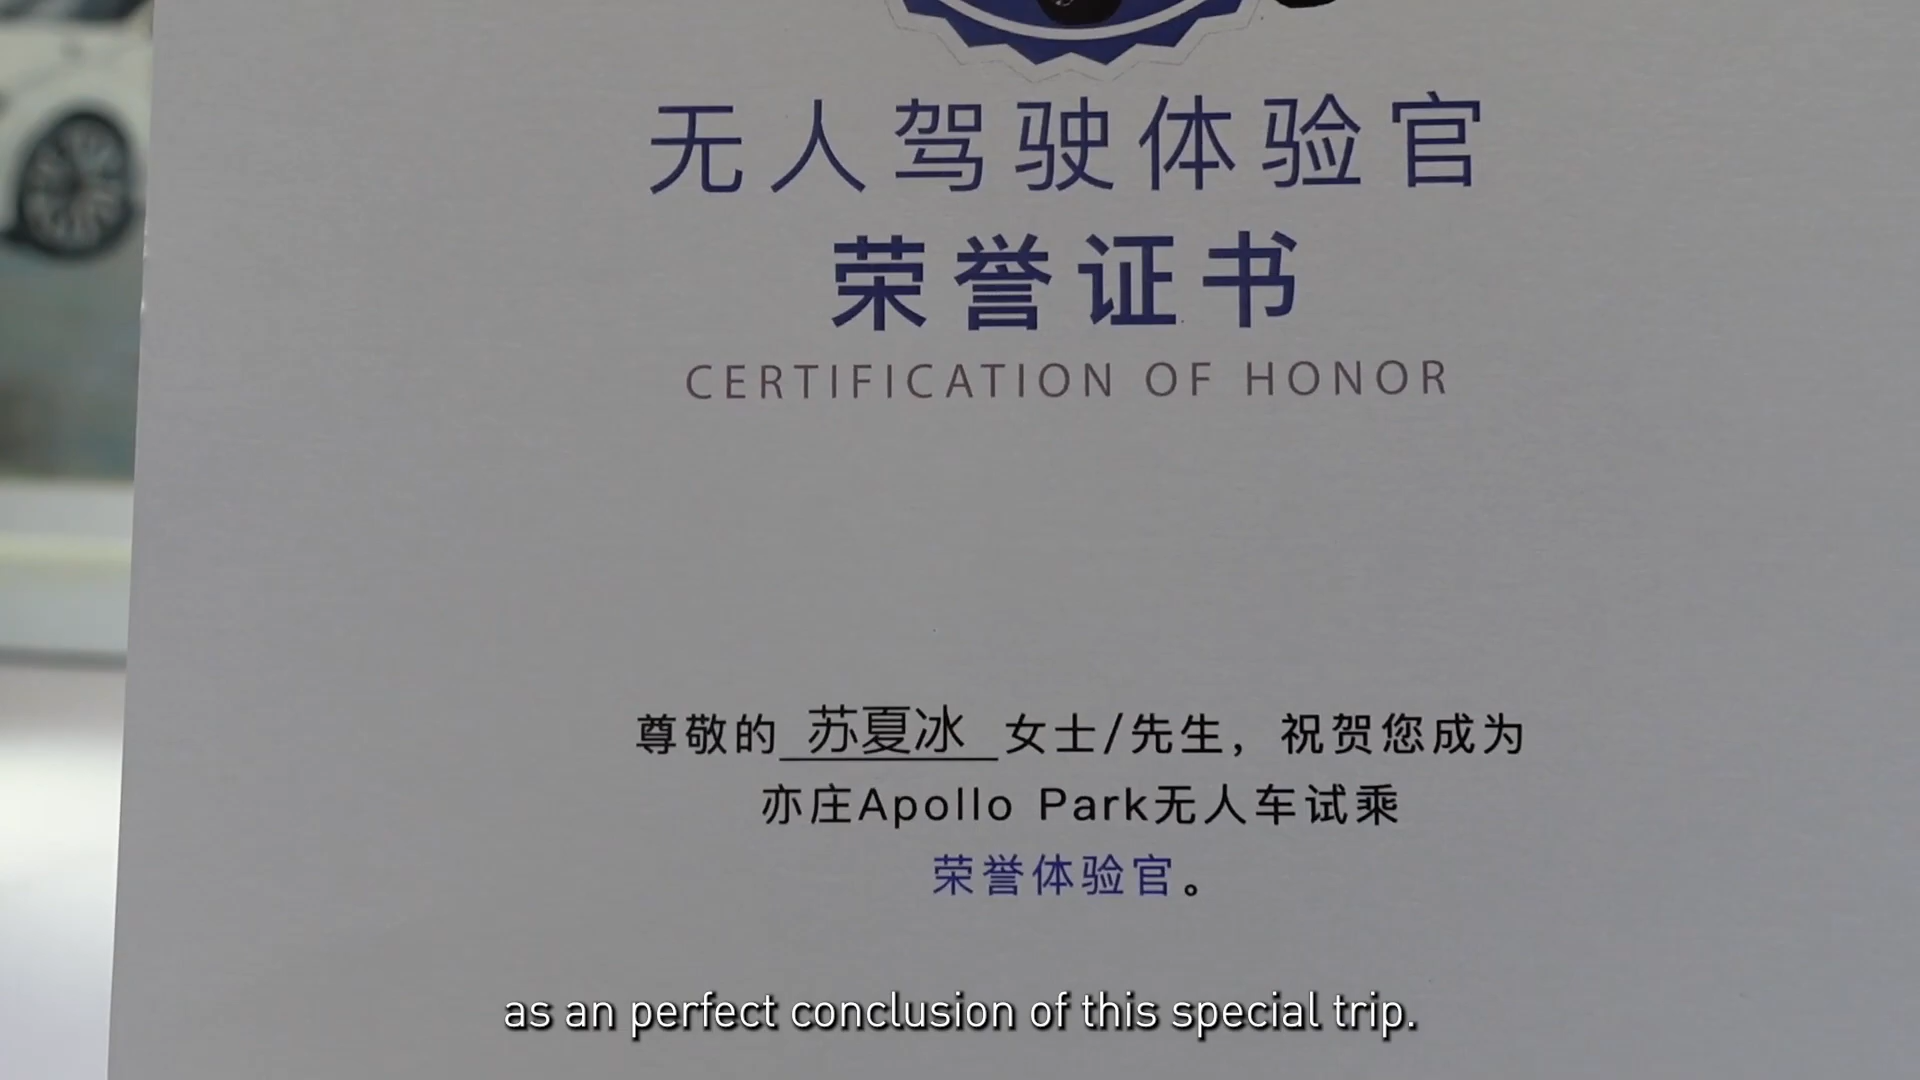 无人驾驶体验官
荣誉证书
CERTIFICATION OF HONOR
尊敬的 苏夏冰 女士/先生，祝贺您成为
亦庄Apollo Park无人车试乘
荣誉体验官。
as an perfect conclusion of this special trip.